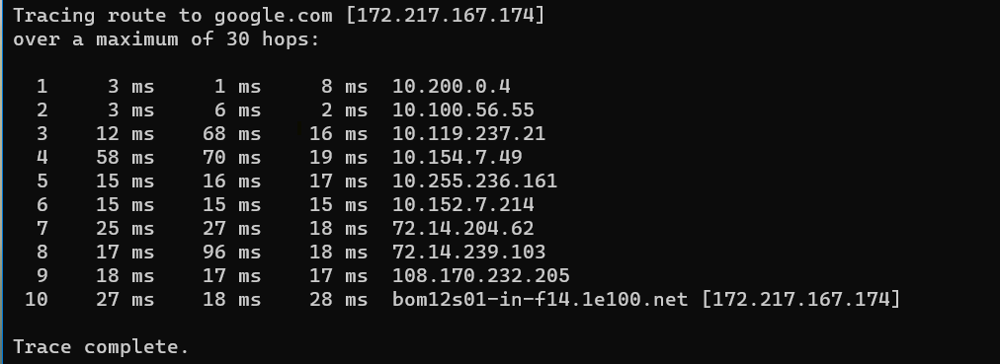 Tracing route to google.com [172.217.167.174]
over a maximum of 30 hops:
1 3 ms 1 ms 8 ms 10.200.0.4
2 3 ms 6 ms 2 ms 10.100.56.55
3 12 ms 68 ms 16 ms 10.119.237.21
4 58 ms 70 ms 19 ms 10.154.7.49
5 15 ms 16 ms 17 ms 10.255.236.161
6 15 ms 15 ms 15 ms 10.152.7.214
7 25 ms 27 ms 18 ms 72.14.204.62
8 17 ms 96 ms 18 ms 72.14.239.103
9 18 ms 17 ms 17 ms 108.170.232.205
10 27 ms 18 ms 28 ms bom12s01-in-f14.1e100.net [172.217.167.174]
Trace complete.